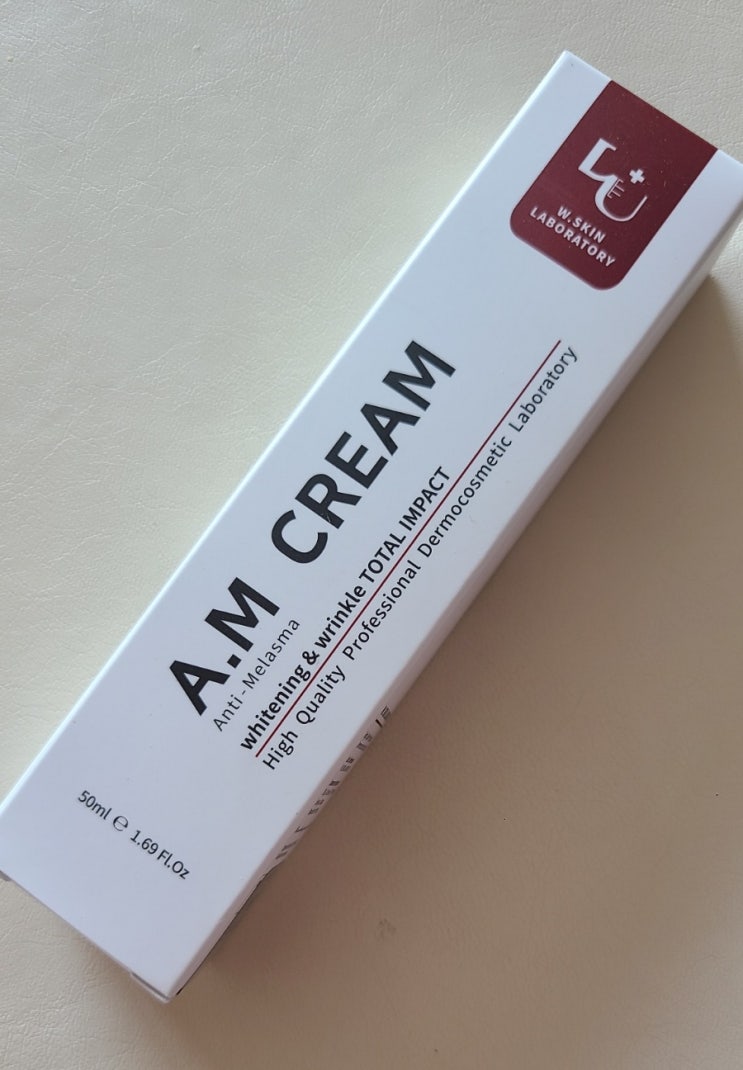 W.SKIN
LABORATORY
A.M CREAM
Anti-Melasma
whitening & wrinkle TOTAL IMPACT
High Quality Professional Dermocosmetic Laboratory
50ml ℮ 1.69 Fl.Oz